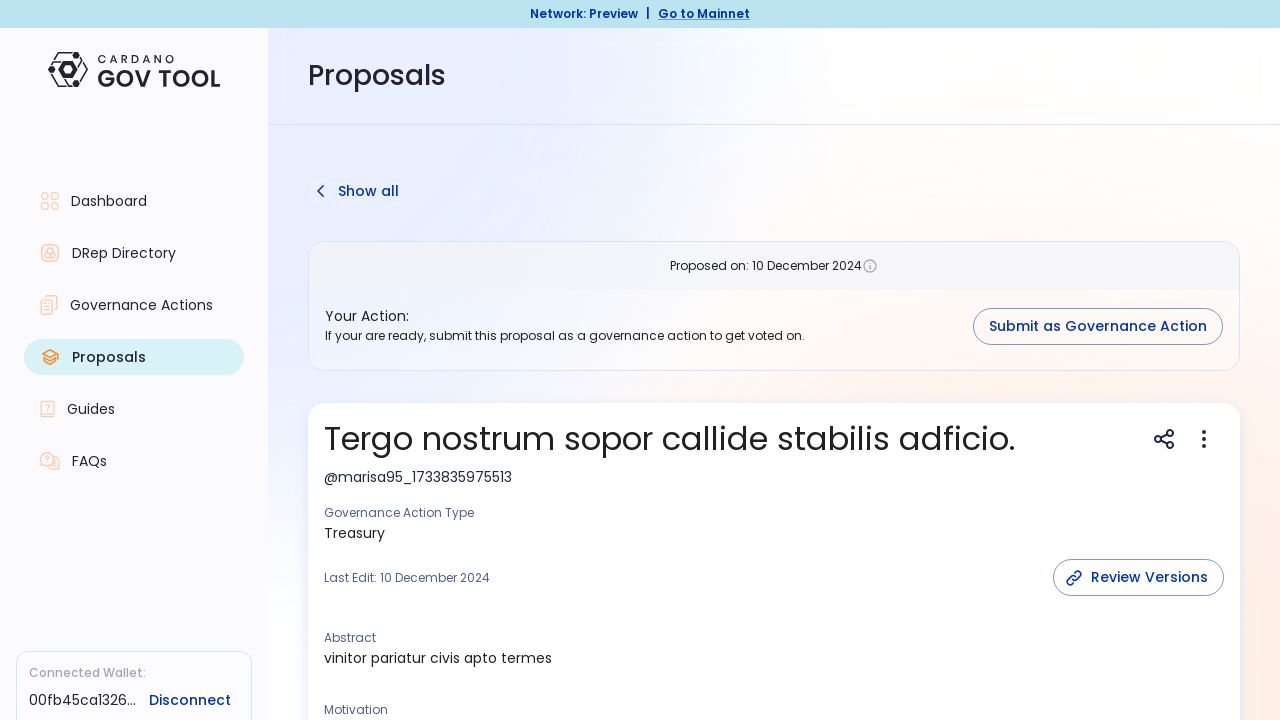 Network: Preview | Go to Mainnet
CARDANO
GOV TOOL
Proposals
Dashboard
DRep Directory
Governance Actions
Proposals
Guides
FAQs
Connected Wallet:
00fb45ca1326... Disconnect
Show all
Proposed on: 10 December 2024
Your Action:
If your are ready, submit this proposal as a governance action to get voted on.
Submit as Governance Action
Tergo nostrum sopor callide stabilis adficio.
@marisa95_1733835975513
Governance Action Type
Treasury
Last Edit: 10 December 2024
Review Versions
Abstract
vinitor pariatur civis apto termes
Motivation